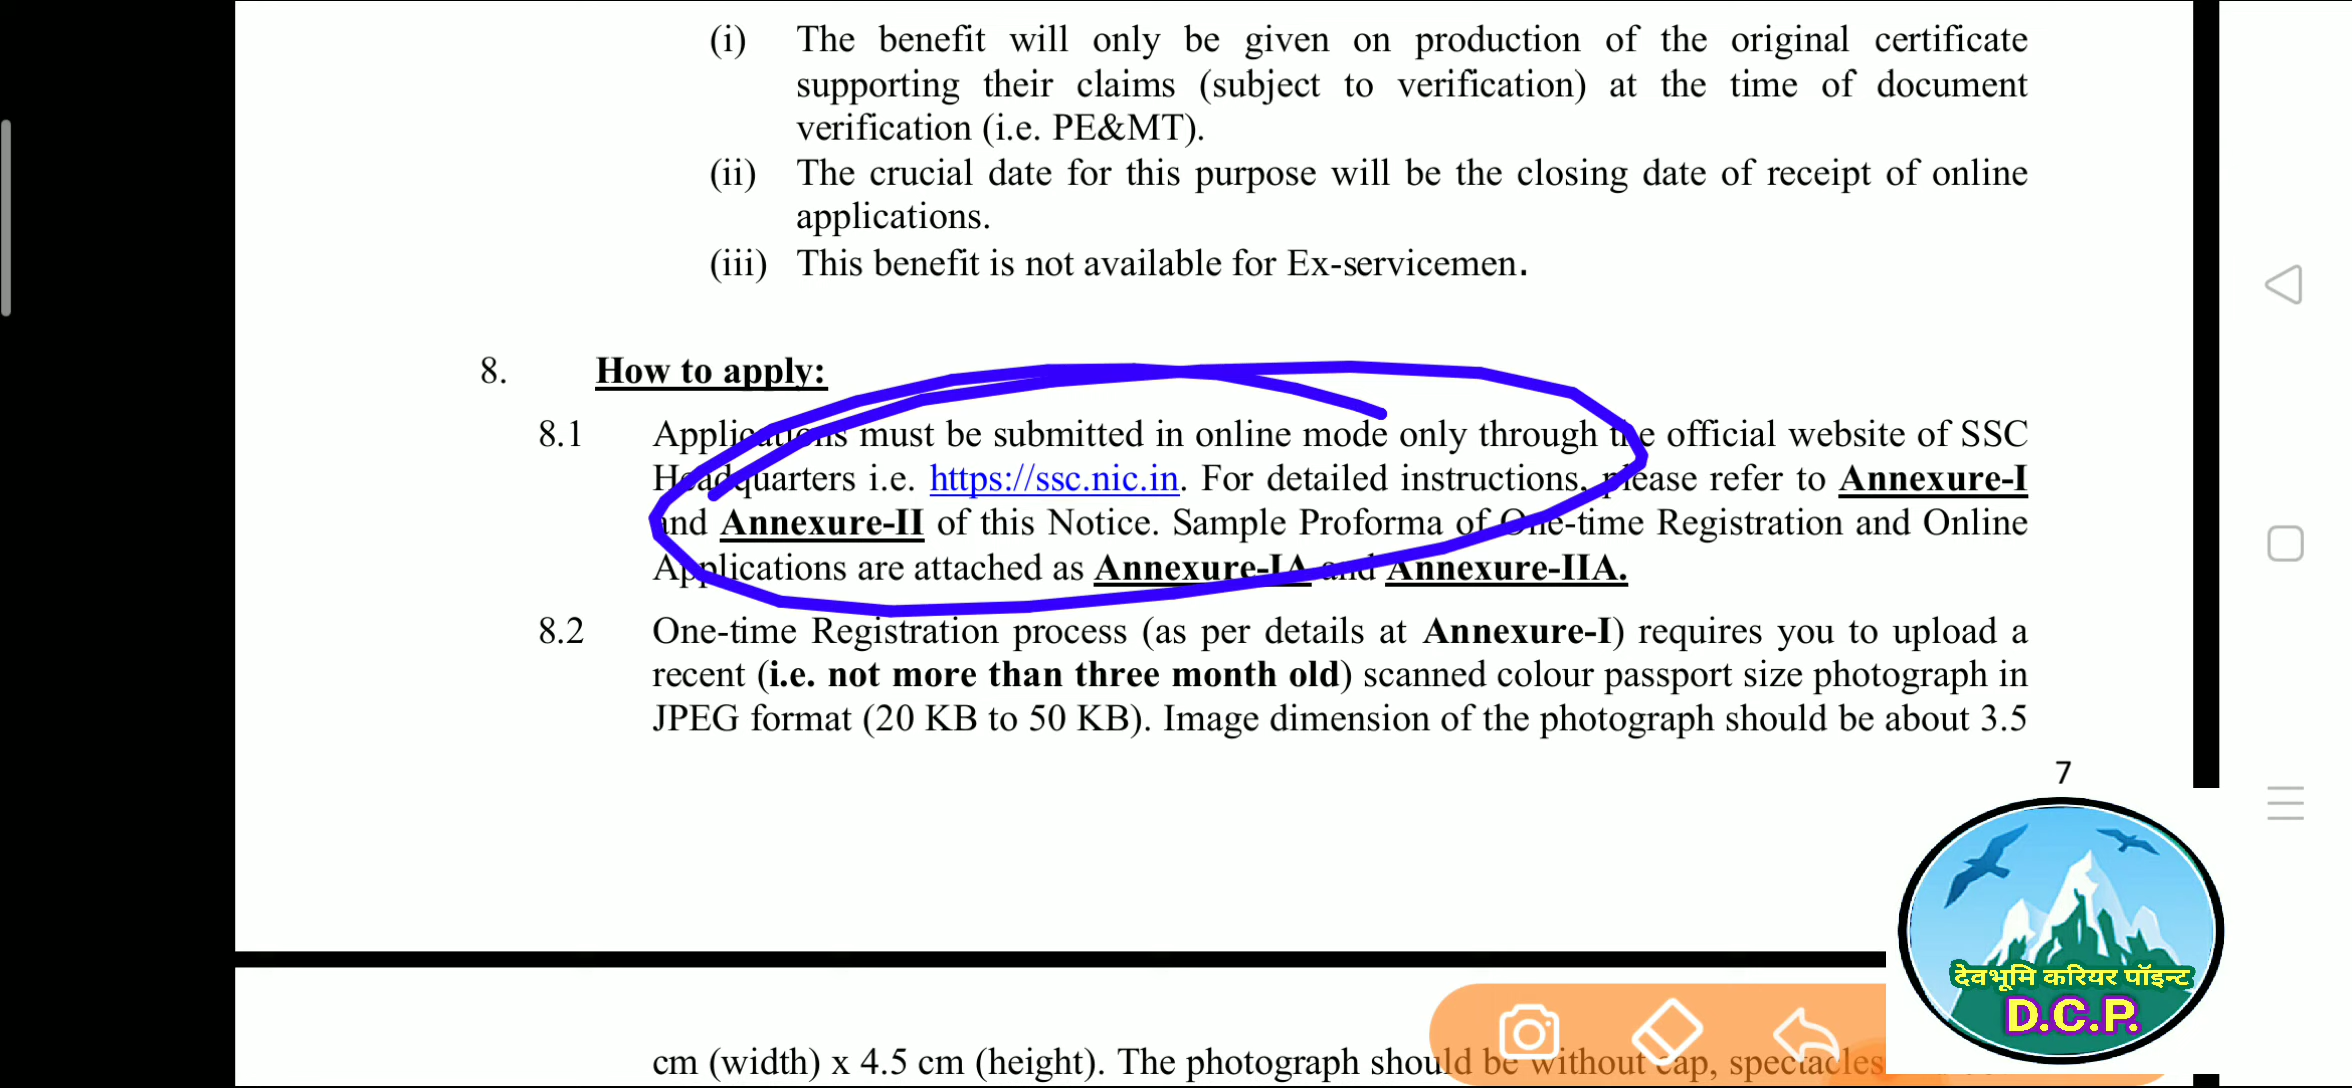 (i) The benefit will only be given on production of the original certificate
supporting their claims (subject to verification) at the time of document
verification (i.e. PE&MT).
(ii) The crucial date for this purpose will be the closing date of receipt of online
applications.
(iii) This benefit is not available for Ex-servicemen.
8. How to apply:
8.1 Applications must be submitted in online mode only through the official website of SSC
Headquarters i.e. https://ssc.nic.in. For detailed instructions, please refer to Annexure-I
and Annexure-II of this Notice. Sample Proforma of One-time Registration and Online
Applications are attached as Annexure-IA and Annexure-IIA.
8.2 One-time Registration process (as per details at Annexure-I) requires you to upload a
recent (i.e. not more than three month old) scanned colour passport size photograph in
JPEG format (20 KB to 50 KB). Image dimension of the photograph should be about 3.5
7
cm (width) x 4.5 cm (height). The photograph should be without cap, spectacles
देवभूमि करियर पॉइन्ट
D.C.P.